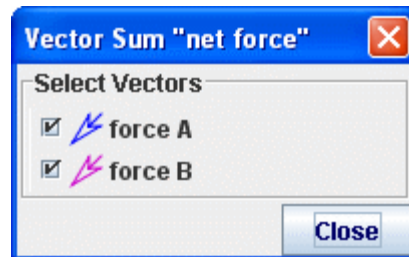 Vector Sum "net force"
Select Vectors
force A
force B
Close